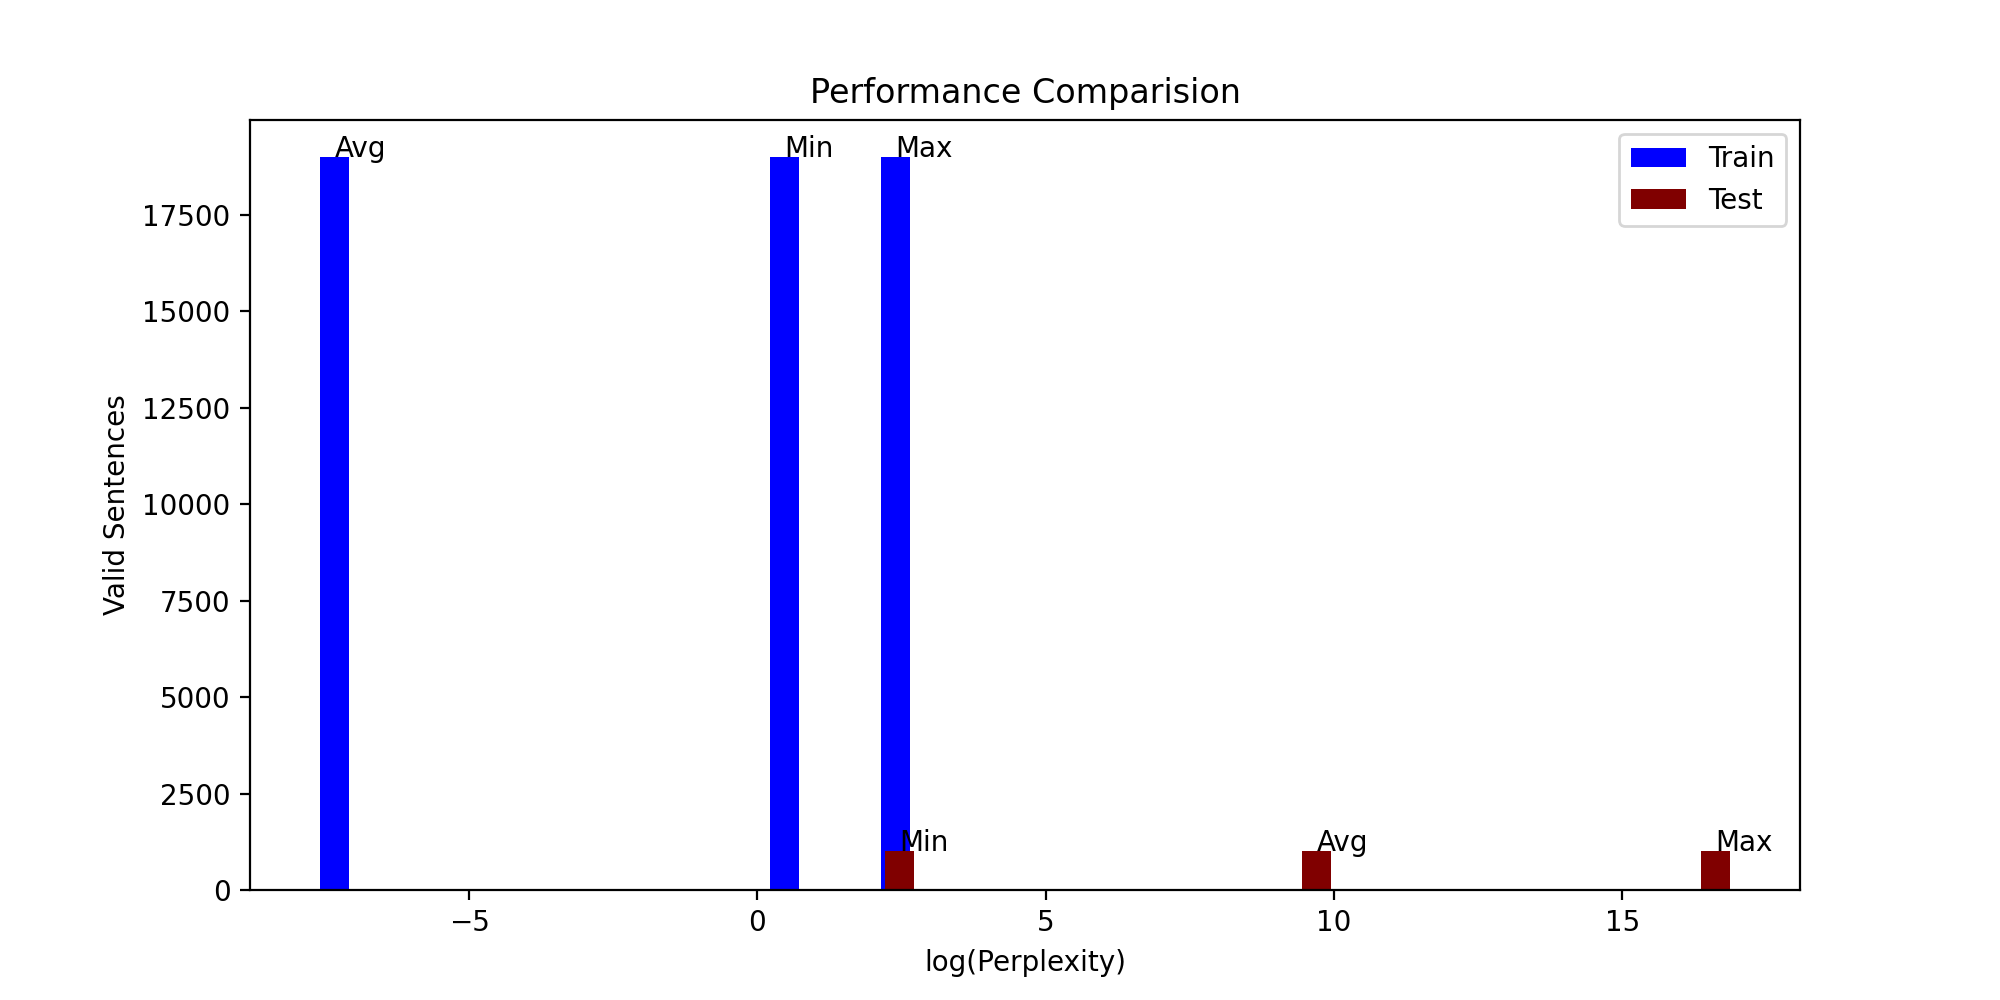 Performance Comparision
Avg
Min
Max
Train
Test
17500
15000
12500
10000
7500
5000
2500
0
Valid Sentences
Min
Avg
Max
−5
0
5
10
15
log(Perplexity)